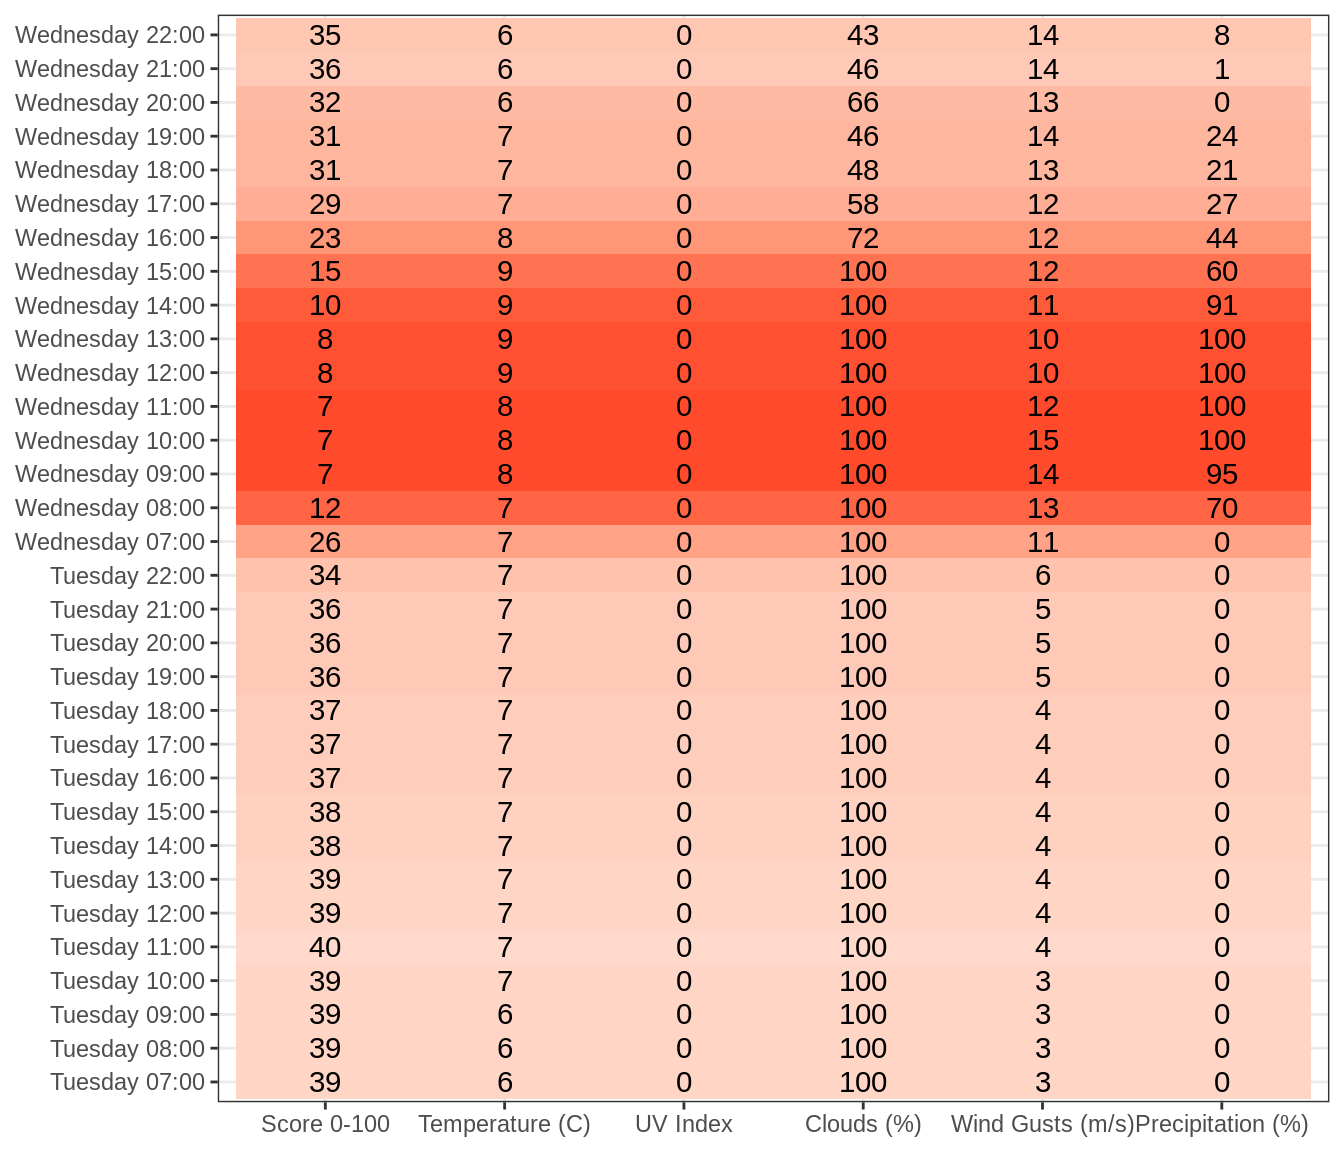 Wednesday 22:00 35 6 0 43 14 8
Wednesday 21:00 36 6 0 46 14 1
Wednesday 20:00 32 6 0 66 13 0
Wednesday 19:00 31 7 0 46 14 24
Wednesday 18:00 31 7 0 48 13 21
Wednesday 17:00 29 7 0 58 12 27
Wednesday 16:00 23 8 0 72 12 44
Wednesday 15:00 15 9 0 100 12 60
Wednesday 14:00 10 9 0 100 11 91
Wednesday 13:00 8 9 0 100 10 100
Wednesday 12:00 8 9 0 100 10 100
Wednesday 11:00 7 8 0 100 12 100
Wednesday 10:00 7 8 0 100 15 100
Wednesday 09:00 7 8 0 100 14 95
Wednesday 08:00 12 7 0 100 13 70
Wednesday 07:00 26 7 0 100 11 0
Tuesday 22:00 34 7 0 100 6 0
Tuesday 21:00 36 7 0 100 5 0
Tuesday 20:00 36 7 0 100 5 0
Tuesday 19:00 36 7 0 100 5 0
Tuesday 18:00 37 7 0 100 4 0
Tuesday 17:00 37 7 0 100 4 0
Tuesday 16:00 37 7 0 100 4 0
Tuesday 15:00 38 7 0 100 4 0
Tuesday 14:00 38 7 0 100 4 0
Tuesday 13:00 39 7 0 100 4 0
Tuesday 12:00 39 7 0 100 4 0
Tuesday 11:00 40 7 0 100 4 0
Tuesday 10:00 39 7 0 100 3 0
Tuesday 09:00 39 6 0 100 3 0
Tuesday 08:00 39 6 0 100 3 0
Tuesday 07:00 39 6 0 100 3 0
Score 0-100 Temperature (C) UV Index Clouds (%) Wind Gusts (m/s) Precipitation (%)